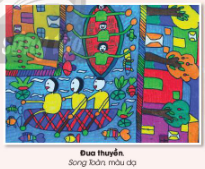 Đua thuyền.
Song Toàn, màu dạ